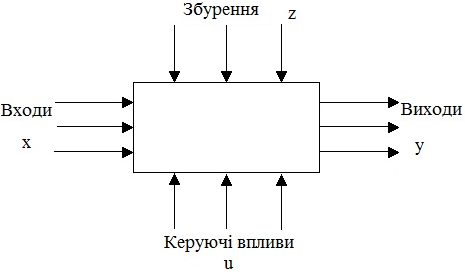 Збурення
z
Входи
x
Виходи
y
Керуючі впливи
u